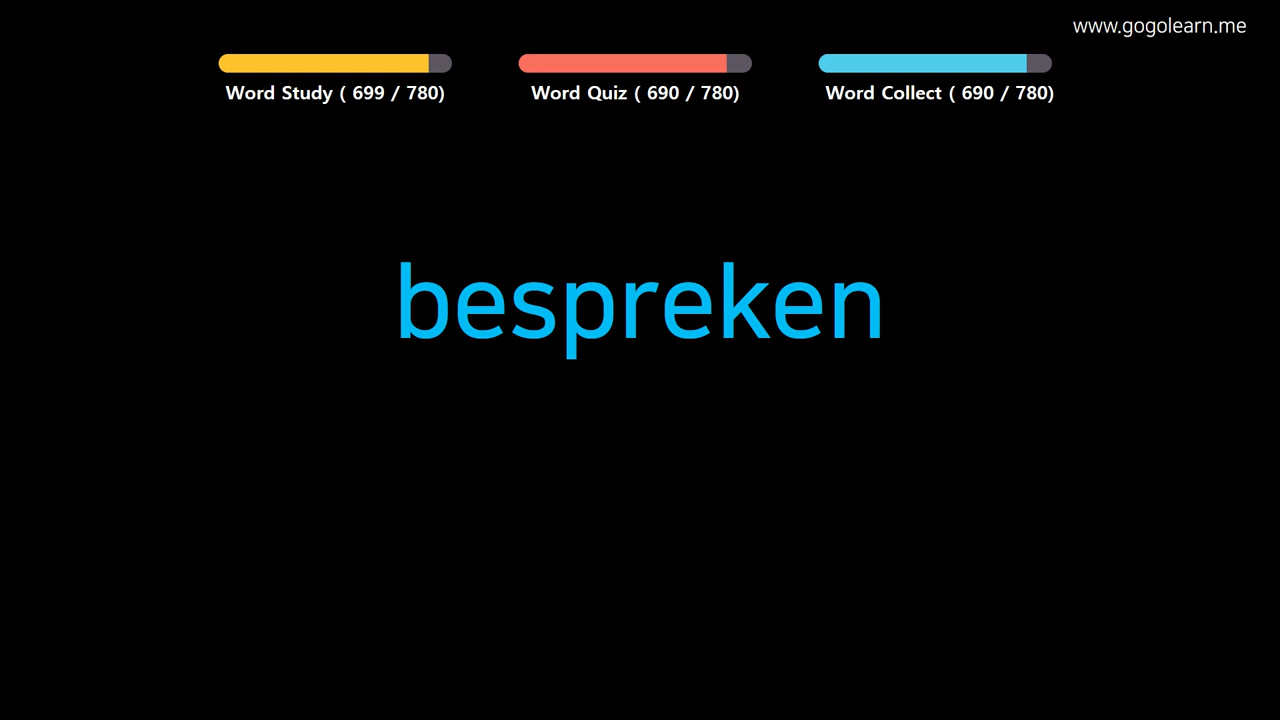 www.gogolearn.me
Word Study ( 699 / 780)
Word Quiz ( 690 / 780)
Word Collect ( 690 / 780)
bespreken